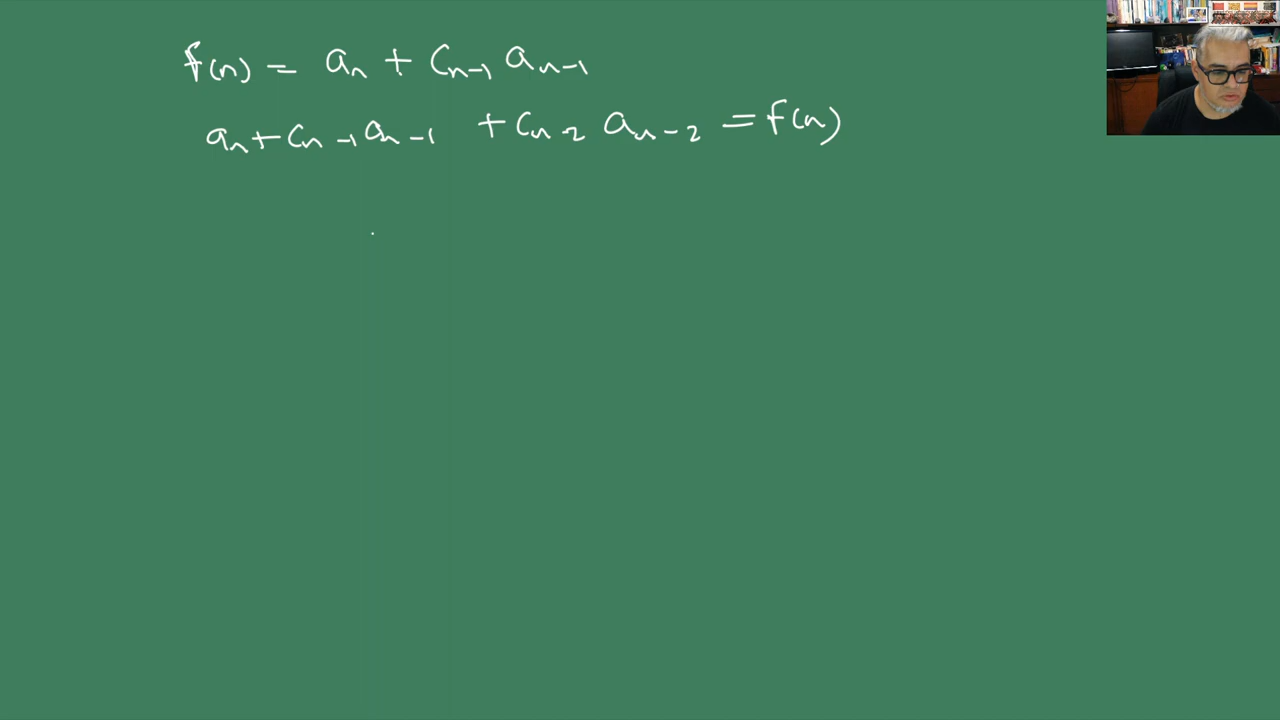 f(n) = aₙ + Cₙ₋₁ aₙ₋₁
aₙ + Cₙ₋₁ aₙ₋₁ + Cₙ₋₂ aₙ₋₂ = f(n)